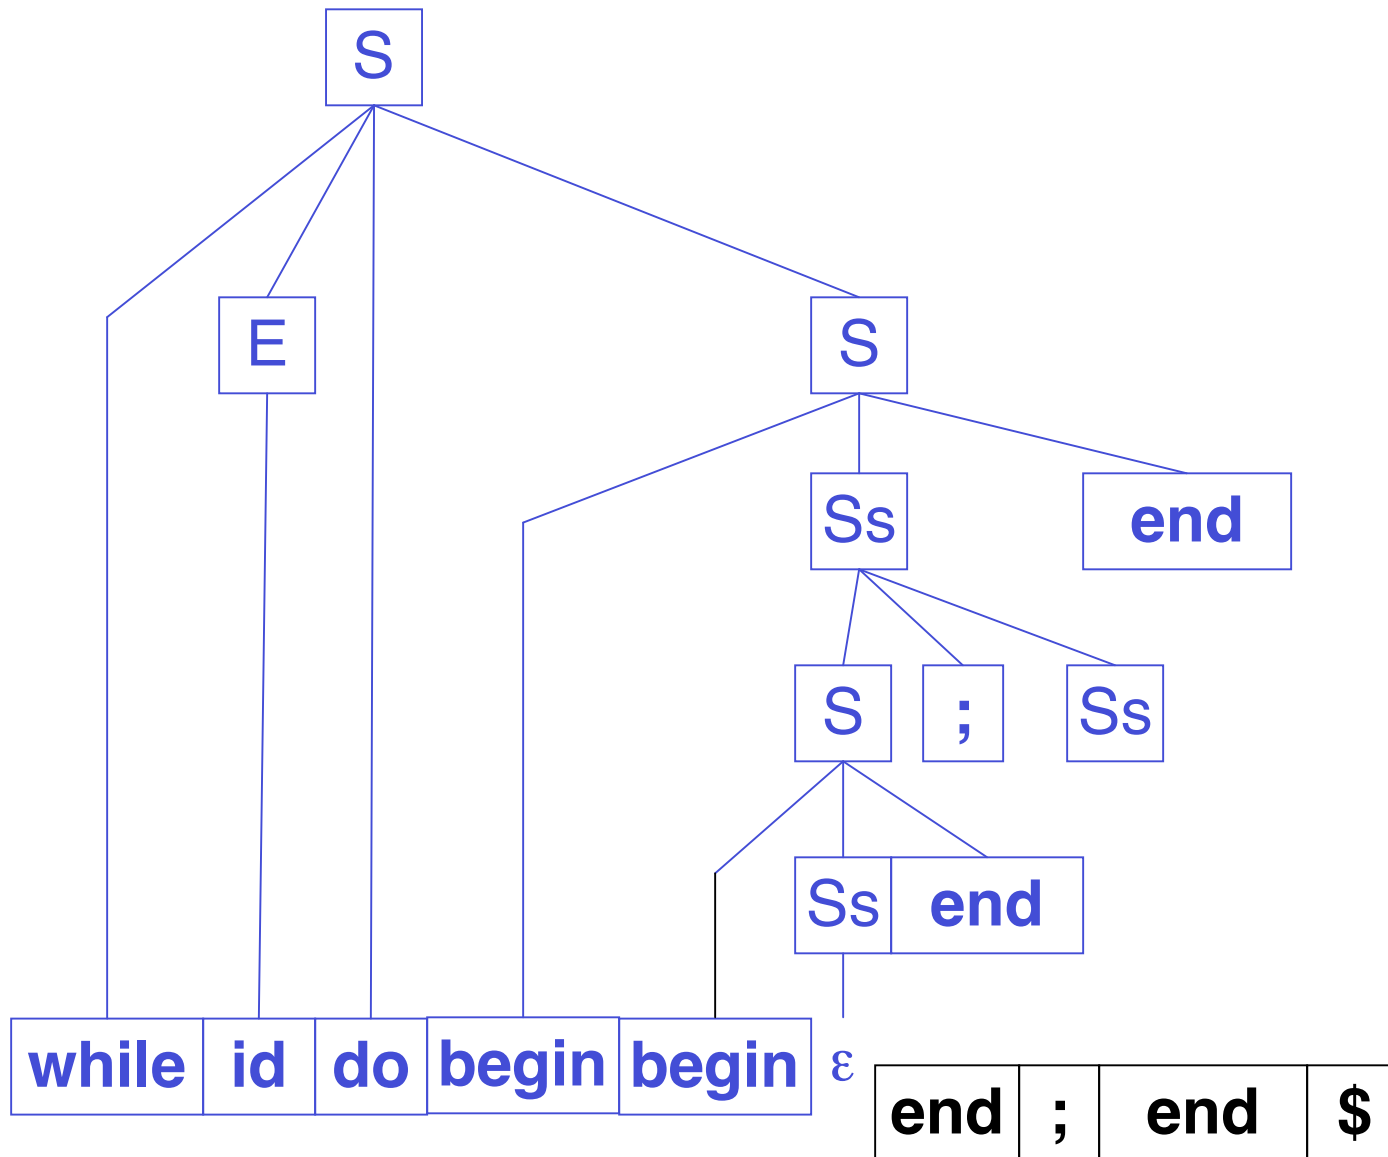 S
E S
Ss end
S ; Ss
Ss end
while id do begin begin ε
end ; end $